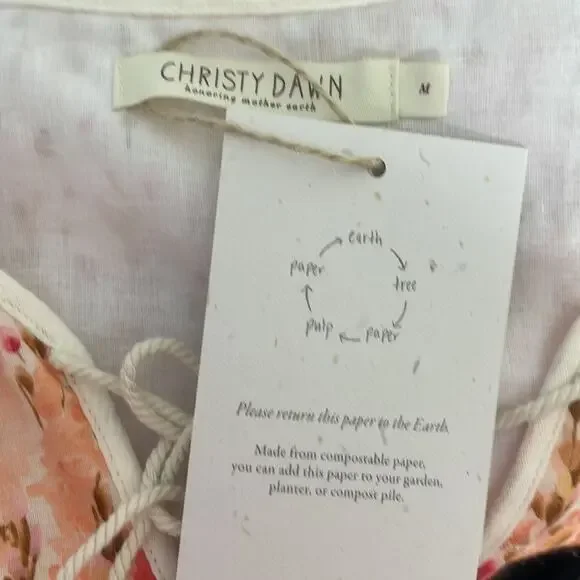 CHRISTY DAWN
honoring mother earth
M
earth
tree
paper
pulp
paper
Please return this paper to the Earth.
Made from compostable paper,
you can add this paper to your garden,
planter, or compost pile.